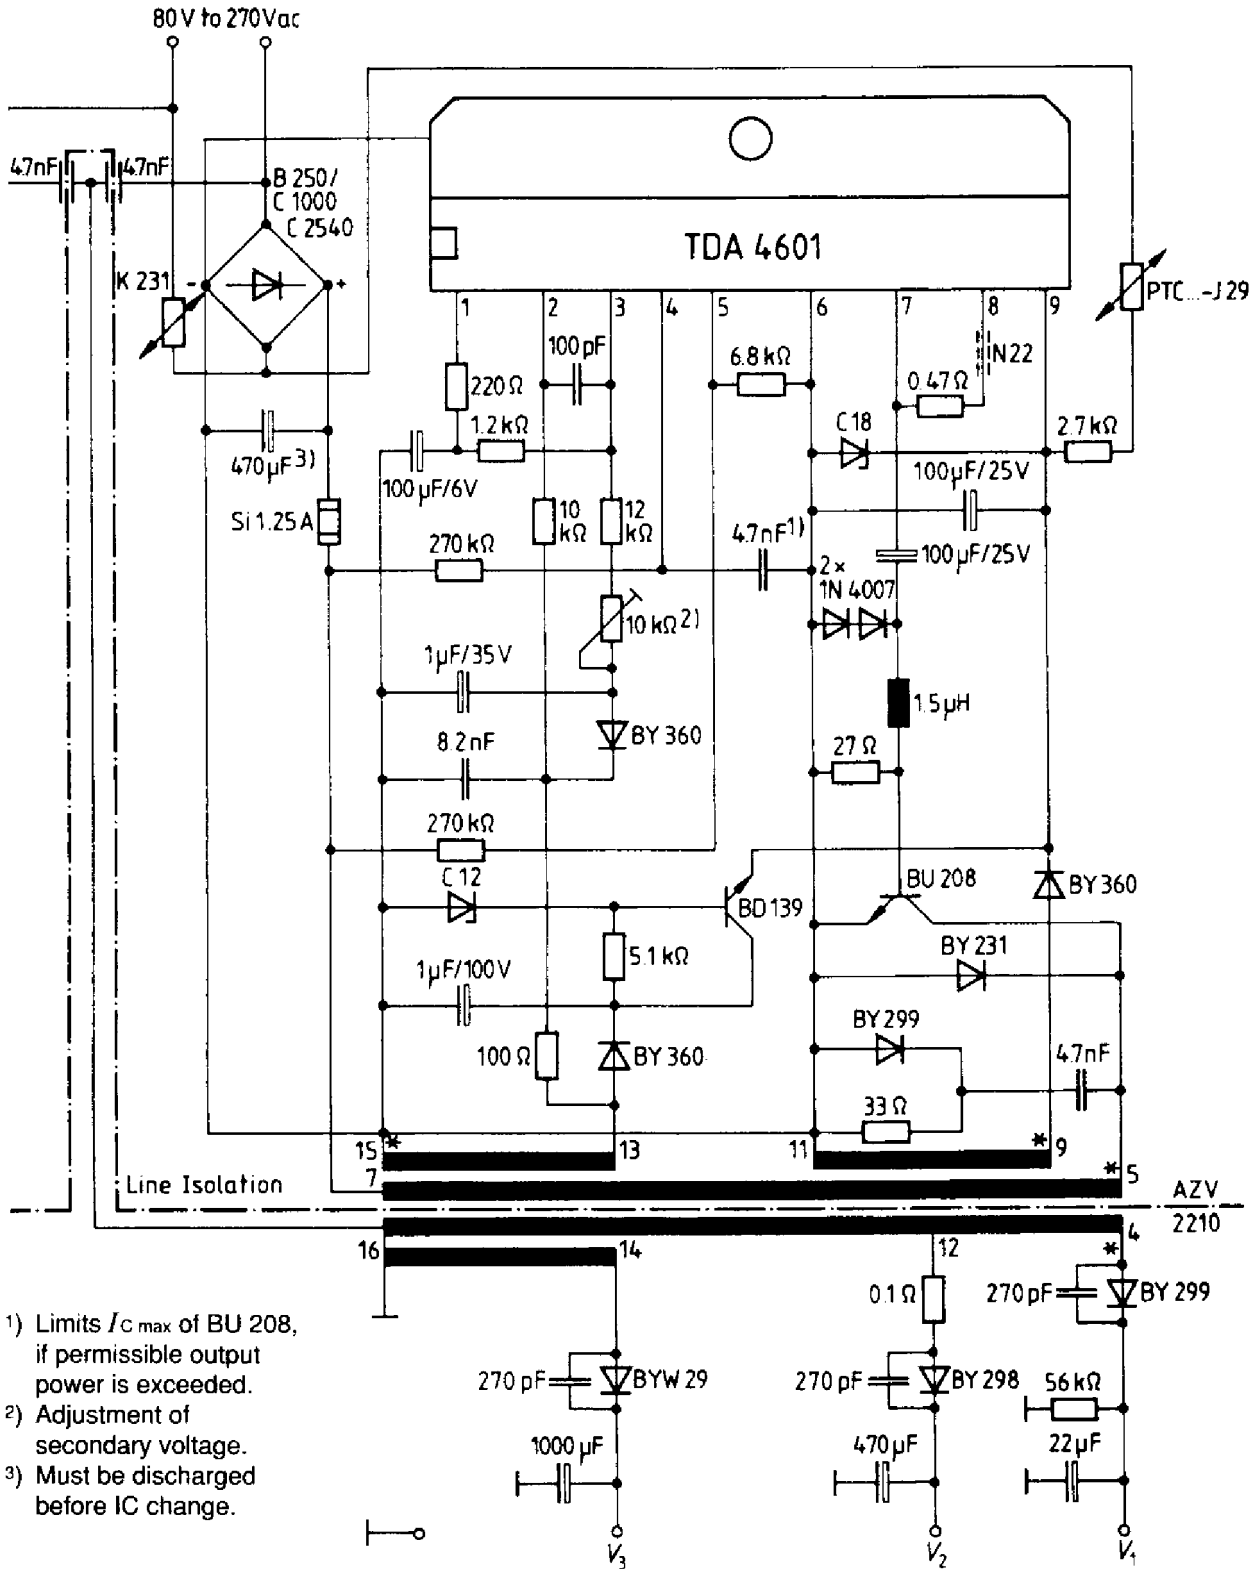 80V to 270Vac
4.7nF
4.7nF
B 250/
C 1000
C 2540
TDA 4601
K 231
-
+
PTC...-J 29
1
2
3
4
5
6
7
8
9
100pF
6.8kΩ
N22
220Ω
0.47Ω
1.2kΩ
C18
2.7kΩ
470µF3)
100µF/6V
100µF/25V
Si 1.25A
10
kΩ
12
kΩ
4.7nF1)
270kΩ
100µF/25V
2×
1N 4007
10kΩ2)
1µF/35V
1.5µH
BY 360
8.2nF
27Ω
270kΩ
C 12
BU 208
BY 360
BD 139
5.1kΩ
BY 231
1µF/100V
BY 299
100Ω
BY 360
4.7nF
33Ω
15
*
13
11
*
9
7
*
5
Line Isolation
AZV
2210
16
14
12
4
*
0.1Ω
270pF
BY 299
1) Limits IC max of BU 208,
if permissible output
power is exceeded.
2) Adjustment of
secondary voltage.
3) Must be discharged
before IC change.
270pF
BYW 29
270pF
BY 298
56kΩ
1000µF
470µF
22µF
V3
V2
V1